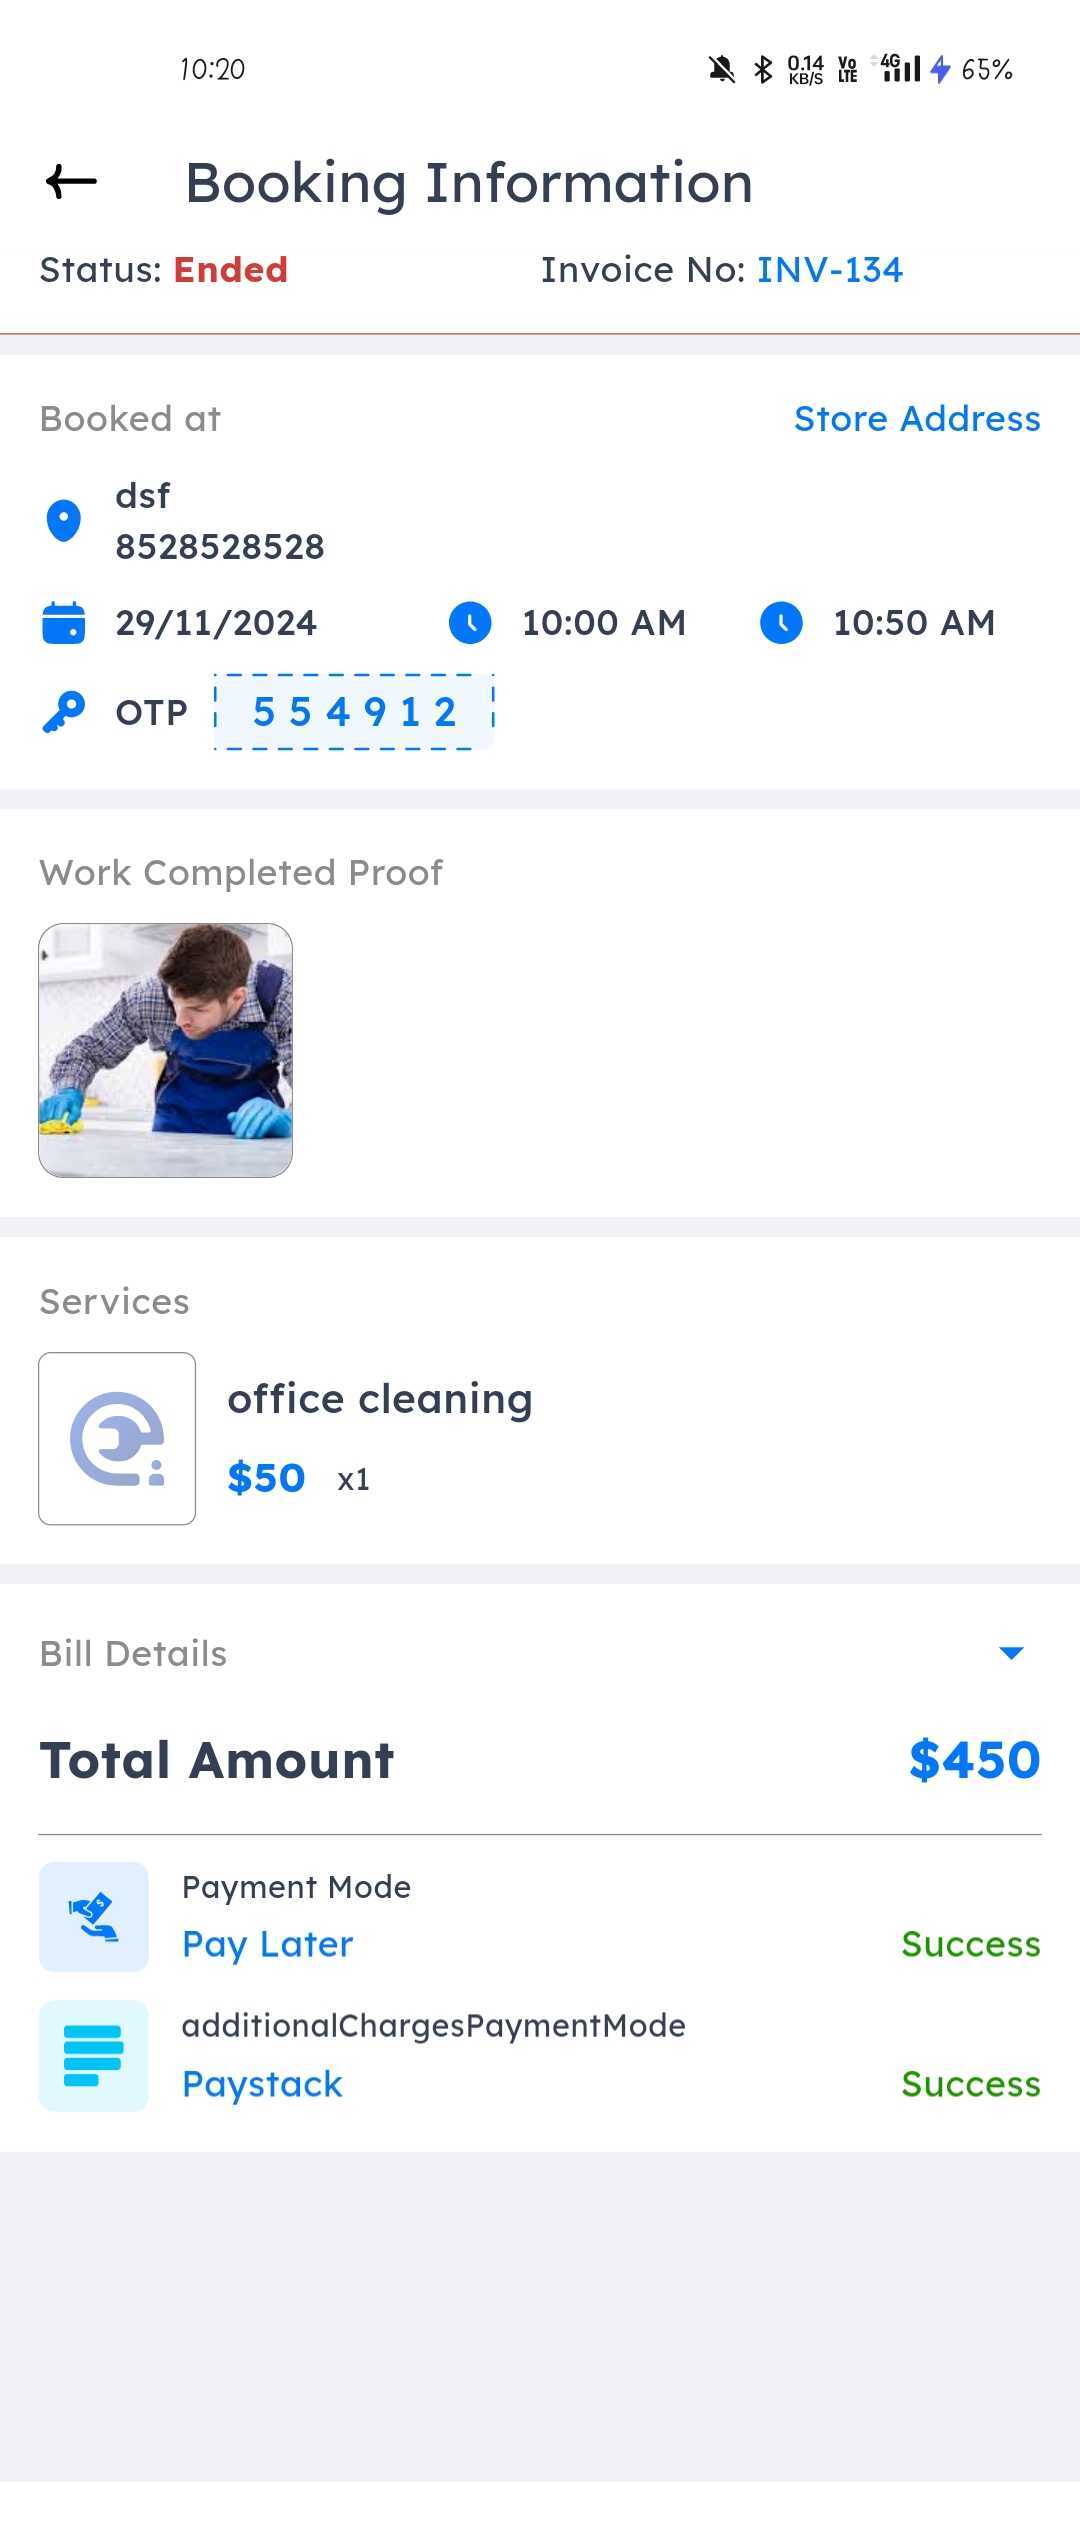 10:20
0.14 KB/S Vo LTE 4G 65%
Booking Information
Status: Ended Invoice No: INV-134
Booked at Store Address
dsf
8528528528
29/11/2024 10:00 AM 10:50 AM
OTP 554912
Work Completed Proof
Services
office cleaning
$50 x1
Bill Details
Total Amount $450
Payment Mode
Pay Later Success
additionalChargesPaymentMode
Paystack Success